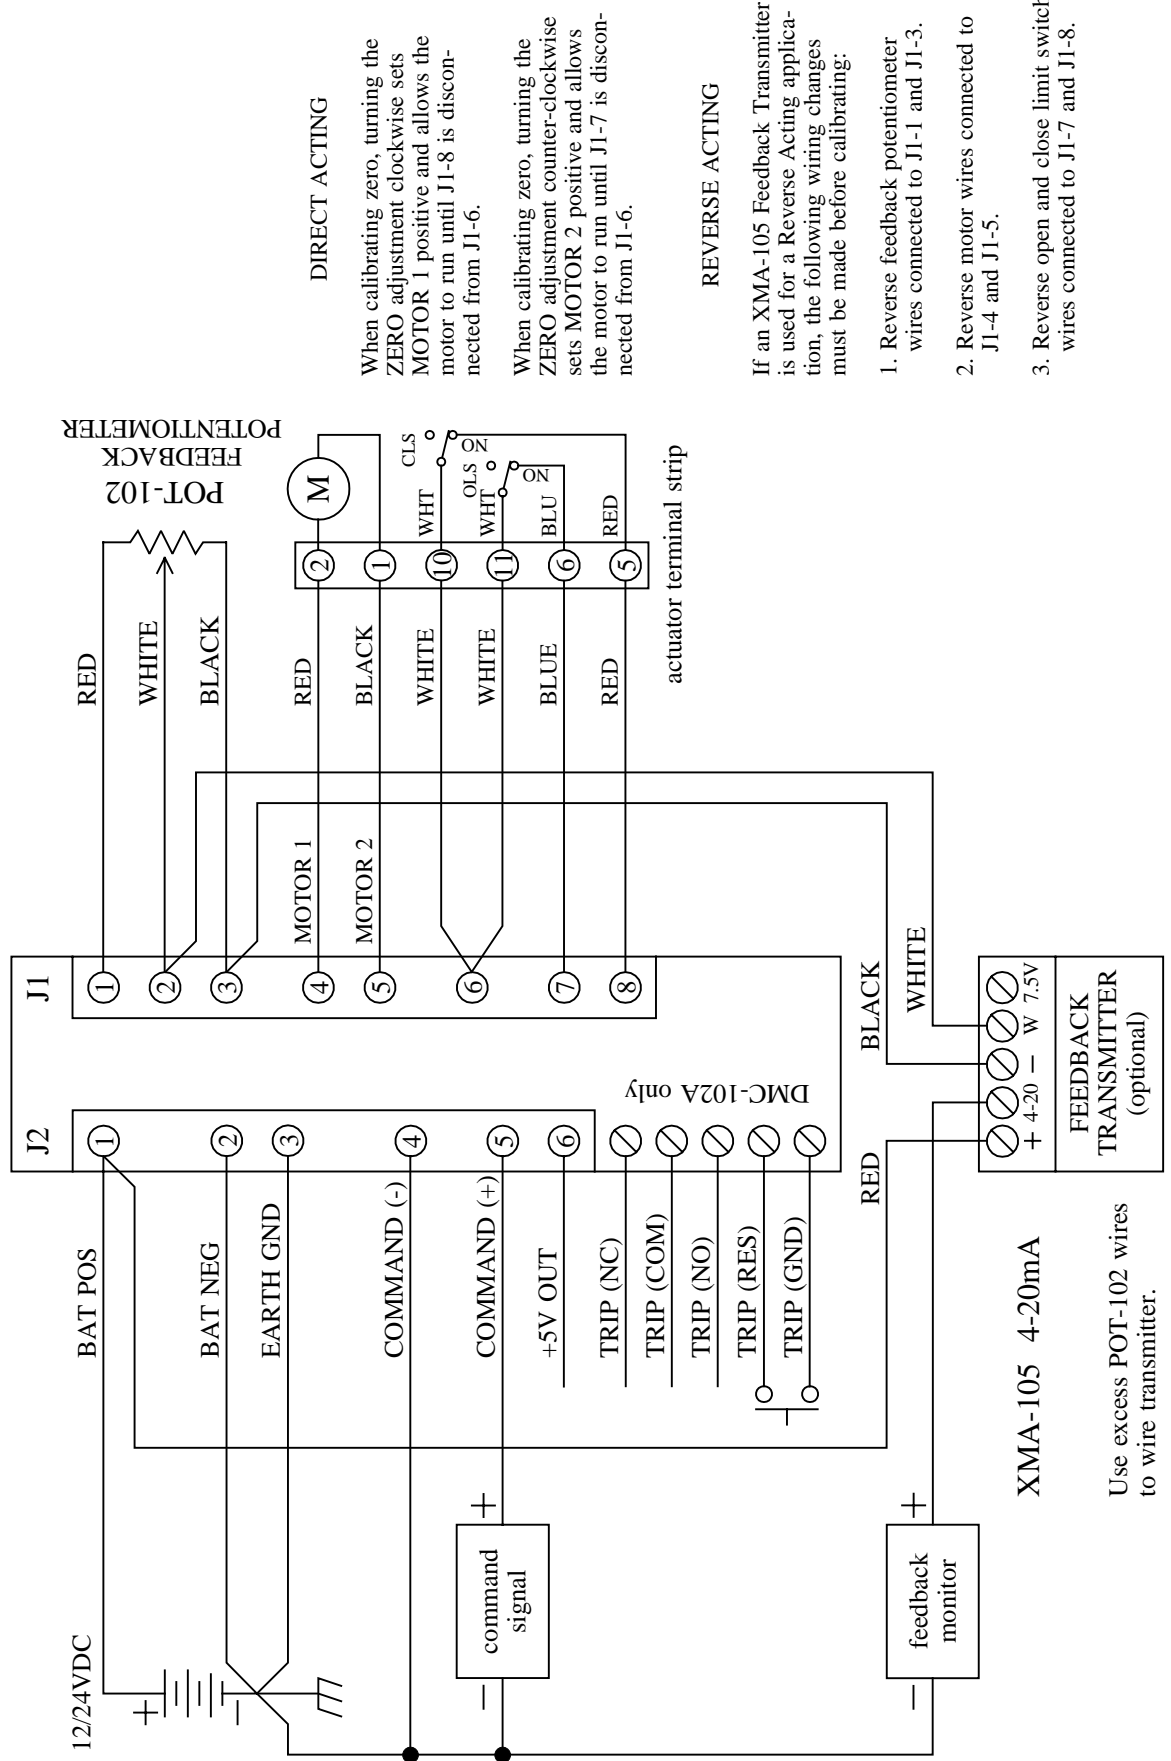 12/24VDC
+
−
BAT POS
BAT NEG
EARTH GND
COMMAND (-)
COMMAND (+)
+5V OUT
TRIP (NC)
TRIP (COM)
TRIP (NO)
TRIP (RES)
TRIP (GND)
−
command
signal
+
−
feedback
monitor
+
J2
1
2
3
4
5
6
DMC-102A only
J1
1
2
3
4
5
6
7
8
RED
WHITE
BLACK
POT-102
FEEDBACK
POTENTIOMETER
MOTOR 1
MOTOR 2
RED
BLACK
WHITE
WHITE
BLUE
RED
2
1
10
11
6
5
M
WHT
WHT
BLU
RED
CLS
NO
OLS
NO
actuator terminal strip
RED
BLACK
WHITE
+ 4-20 − W 7.5V
FEEDBACK
TRANSMITTER
(optional)
XMA-105 4-20mA
Use excess POT-102 wires
to wire transmitter.
DIRECT ACTING
When calibrating zero, turning the
ZERO adjustment clockwise sets
MOTOR 1 positive and allows the
motor to run until J1-8 is discon-
nected from J1-6.
When calibrating zero, turning the
ZERO adjustment counter-clockwise
sets MOTOR 2 positive and allows
the motor to run until J1-7 is discon-
nected from J1-6.
REVERSE ACTING
If an XMA-105 Feedback Transmitter
is used for a Reverse Acting applica-
tion, the following wiring changes
must be made before calibrating:
1. Reverse feedback potentiometer
wires connected to J1-1 and J1-3.
2. Reverse motor wires connected to
J1-4 and J1-5.
3. Reverse open and close limit switch
wires connected to J1-7 and J1-8.